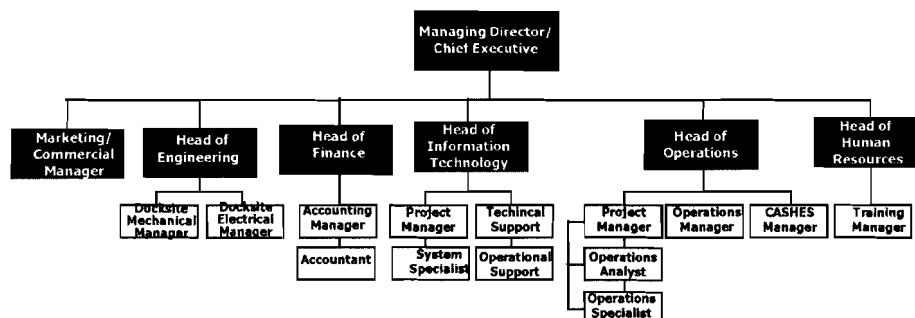 Managing Director/
Chief Executive
Marketing/
Commercial
Manager
Head of
Engineering
Head of
Finance
Head of
Information
Technology
Head of
Operations
Head of
Human
Resources
Docksite
Mechanical
Manager
Docksite
Electrical
Manager
Accounting
Manager
Project
Manager
Techincal
Support
Project
Manager
Operations
Manager
CASHES
Manager
Training
Manager
Accountant
System
Specialist
Operational
Support
Operations
Analyst
Operations
Specialist